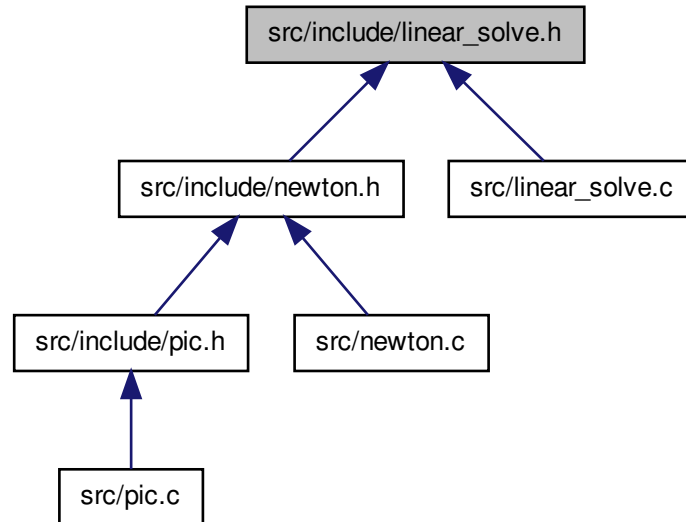 src/include/linear_solve.h
src/include/newton.h
src/linear_solve.c
src/include/pic.h
src/newton.c
src/pic.c